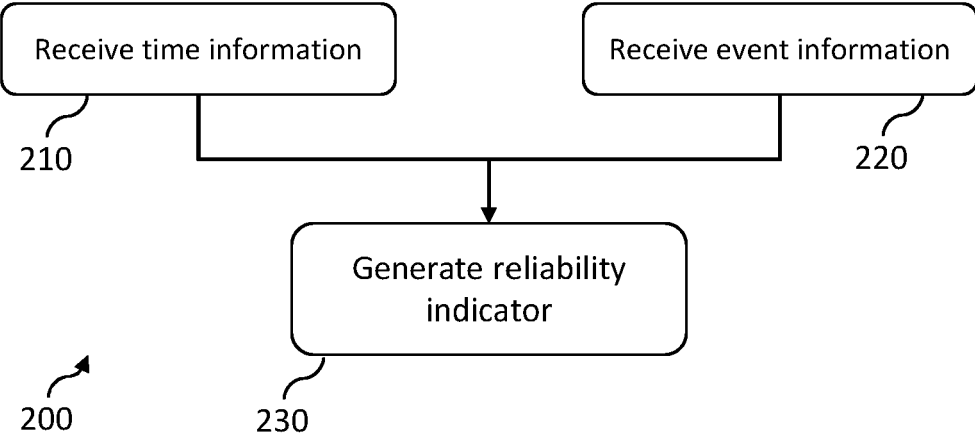 Receive time information
Receive event information
210
220
Generate reliability
indicator
200
230